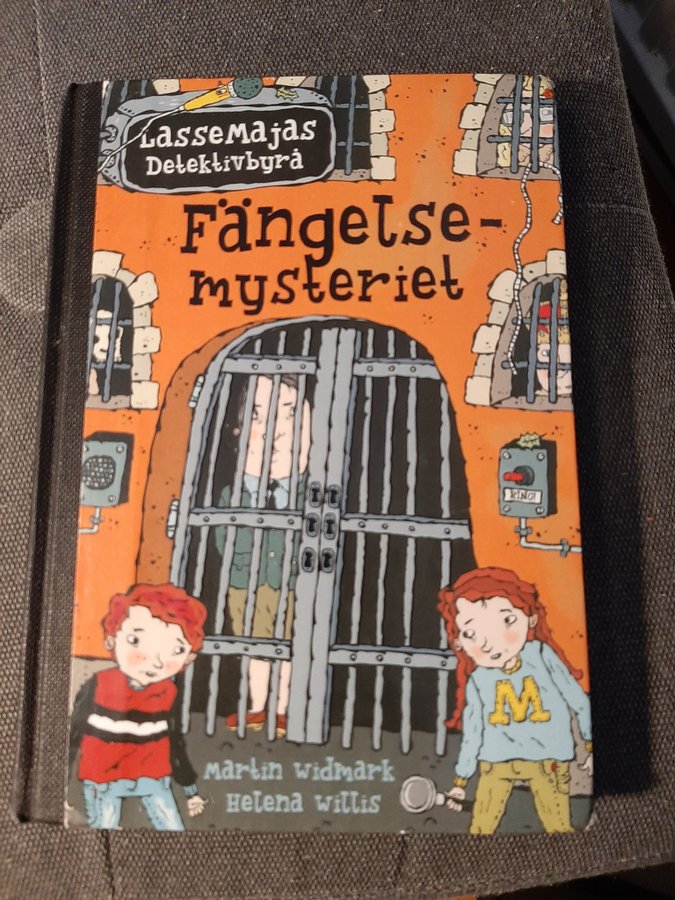 LasseMajas
Detektivbyrå
Fängelse-
mysteriet
RING!
M
Martin Widmark
Helena Willis